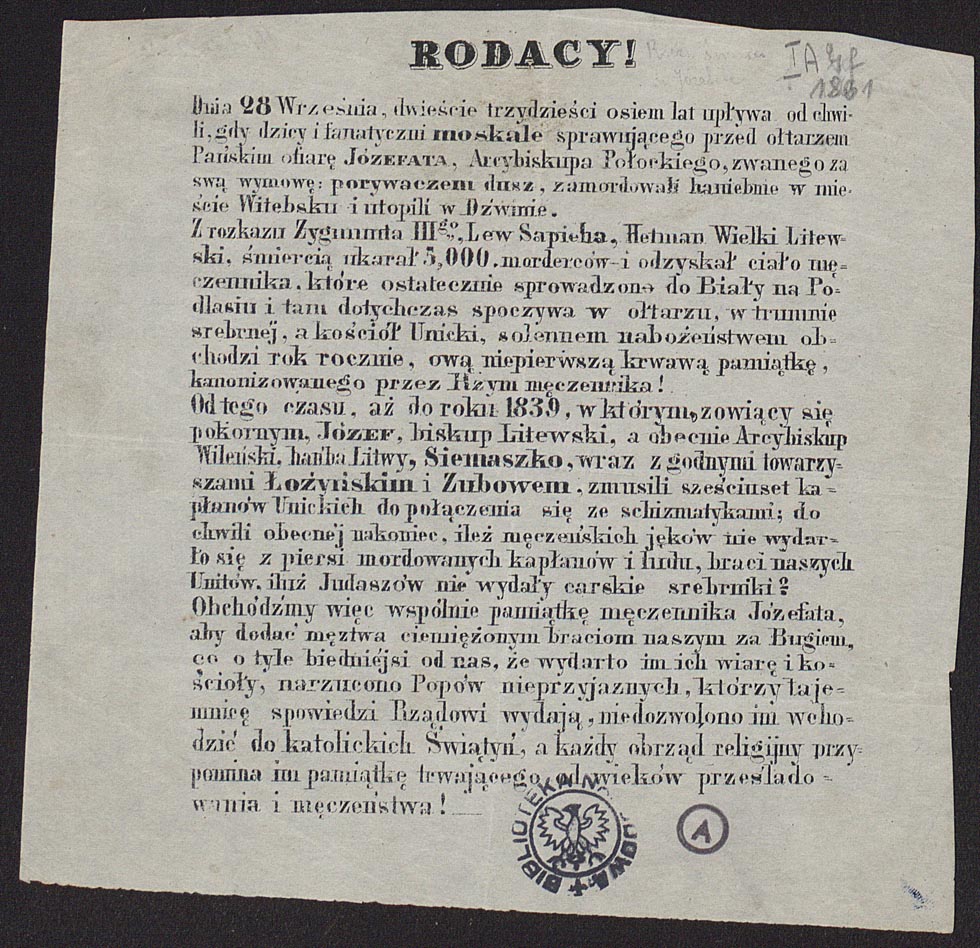 RODACY!
I A 4f
1861
Dnia 28 Września, dwieście trzydzieści osiem lat upływa od chwi-
li, gdy dzicy i fanatyczni moskale sprawującego przed ołtarzem
Pańskim ofiarę JÓZEFATA, Arcybiskupa Połockiego, zwanego za
swą wymowę: porywaczem dusz, zamordowali haniebnie w mie-
ście Witebsku i utopili w Dźwinie.
Z rozkazu Zygmunta III go, Lew Sapieha, Hetman Wielki Litew-
ski, śmiercią ukarał 5,000. morderców i odzyskał ciało mę-
czennika, które ostatecznie sprowadzono do Biały na Po-
dlasiu i tam dotychczas spoczywa w ołtarzu, w trumnie
srebrnéj, a kościół Unicki, solennem nabożeństwem ob-
chodzi rok rocznie, ową niepierwszą krwawą pamiątkę,
kanonizowanego przez Rzym męczennika!
Od tego czasu, aż do roku 1839, w którym, zowiący się
pokornym, JÓZEF, biskup Litewski, a obecnie Arcybiskup
Wileński, hańba Litwy, Siemaszko, wraz z godnymi towarzy-
szami Łożyńskim i Zubowem, zmusili sześciuset ka-
płanów Unickich do połączenia się ze schizmatykami; do
chwili obecnéj nakoniec, ileż męczeńskich jęków nie wydar-
ło się z piersi mordowanych kapłanów i ludu, braci naszych
Unitów, iluż Judaszów nie wydały carskie srebrniki?
Obchódźmy więc wspólnie pamiątkę męczennika Józefata,
aby dodać męztwa ciemiężonym braciom naszym za Bugiem,
co o tyle biedniéjsi od nas, że wydarto im ich wiarę i ko-
ścioły, narzucono Popów nieprzyjaznych, którzy taje-
mnicę spowiedzi Rządowi wydają, niedozwolono im wcho-
dzić do katolickich Świątyń, a każdy obrząd religijny przy-
pomina im pamiątkę trwającego od wieków prześlado-
wania i męczeństwa!
BIBLIOTEKA NARODOWA
A